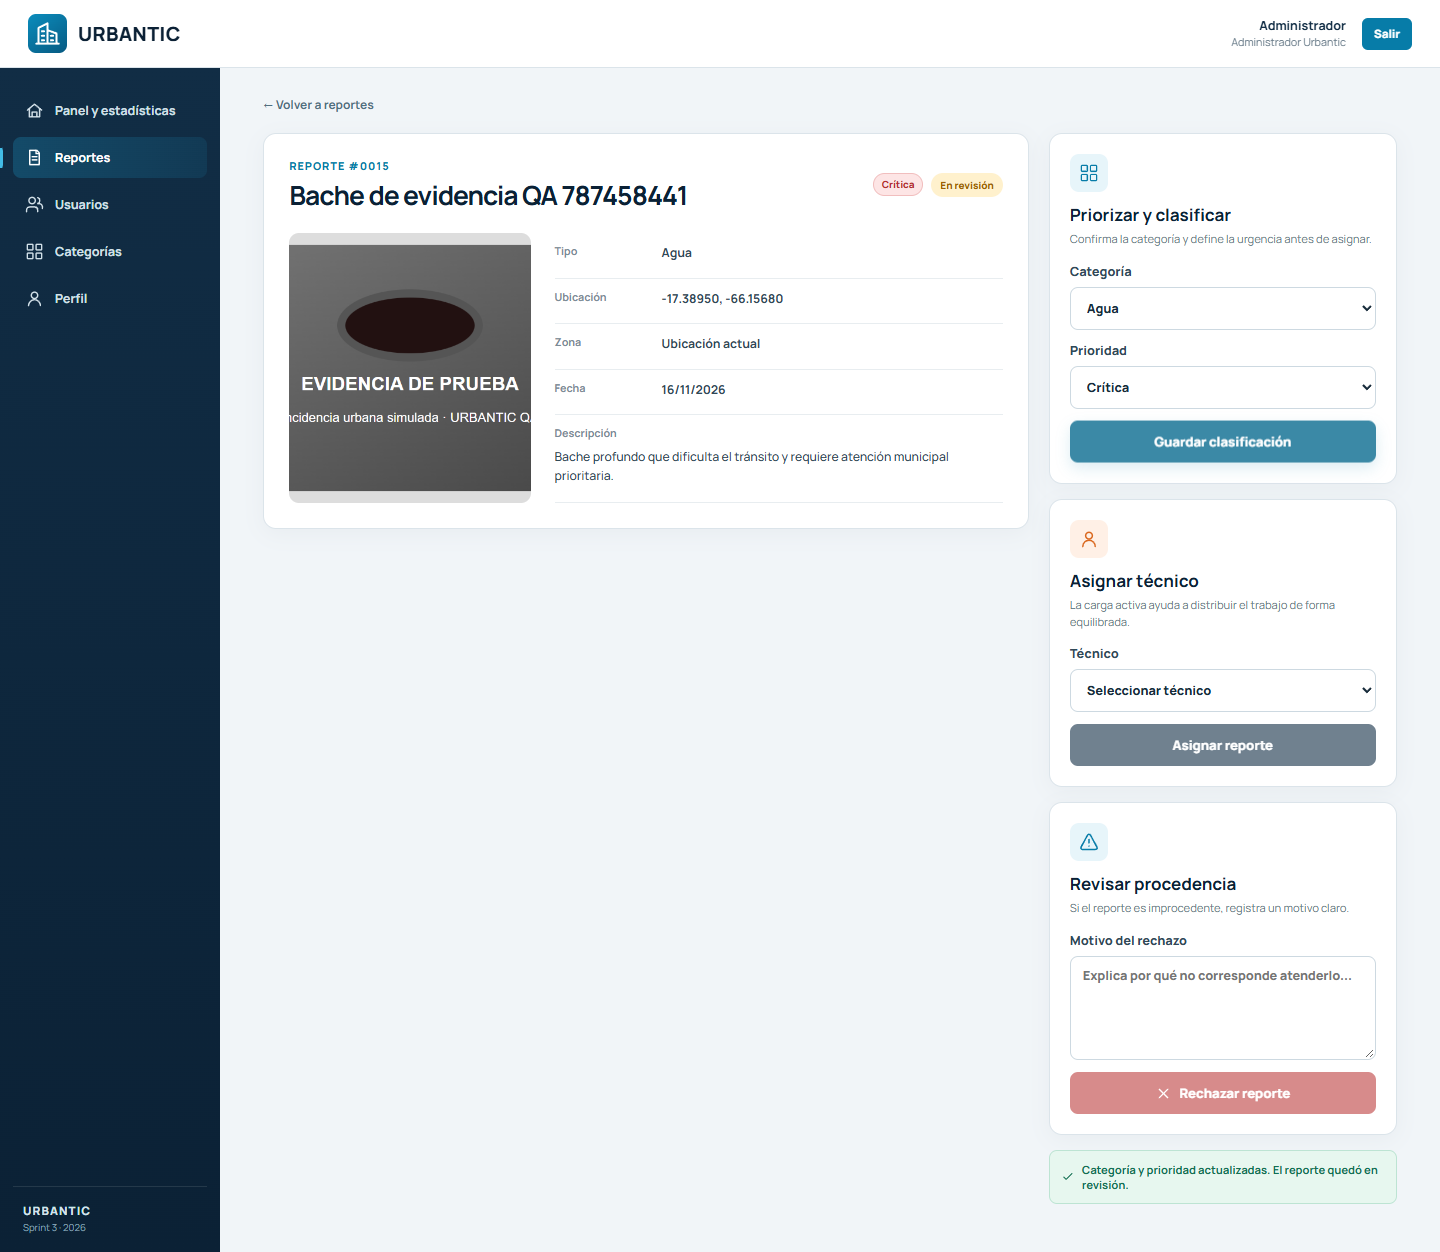 URBANTIC
Administrador
Administrador Urbantic
Salir
Panel y estadísticas
Reportes
Usuarios
Categorías
Perfil
URBANTIC
Sprint 3 · 2026
← Volver a reportes
REPORTE #0015
Bache de evidencia QA 787458441
Crítica
En revisión
EVIDENCIA DE PRUEBA
ncidencia urbana simulada · URBANTIC Q
Tipo
Agua
Ubicación
-17.38950, -66.15680
Zona
Ubicación actual
Fecha
16/11/2026
Descripción
Bache profundo que dificulta el tránsito y requiere atención municipal
prioritaria.
Priorizar y clasificar
Confirma la categoría y define la urgencia antes de asignar.
Categoría
Agua
Prioridad
Crítica
Guardar clasificación
Asignar técnico
La carga activa ayuda a distribuir el trabajo de forma
equilibrada.
Técnico
Seleccionar técnico
Asignar reporte
Revisar procedencia
Si el reporte es improcedente, registra un motivo claro.
Motivo del rechazo
Explica por qué no corresponde atenderlo...
Rechazar reporte
Categoría y prioridad actualizadas. El reporte quedó en
revisión.